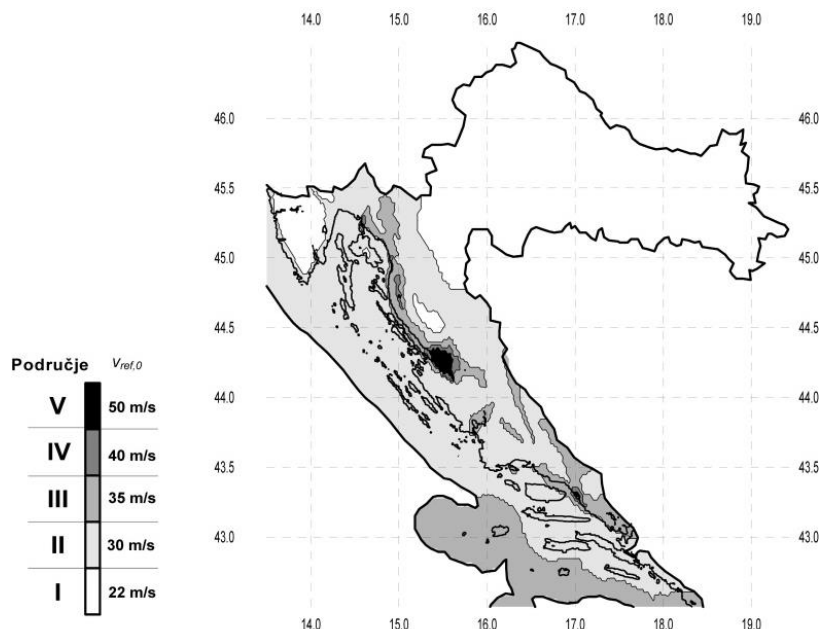 14.0 15.0 16.0 17.0 18.0 19.0
46.0 46.0
45.5 45.5
45.0 45.0
44.5 44.5
44.0 44.0
43.5 43.5
43.0 43.0
14.0 15.0 16.0 17.0 18.0 19.0
Područje vref,0
V 50 m/s
IV 40 m/s
III 35 m/s
II 30 m/s
I 22 m/s